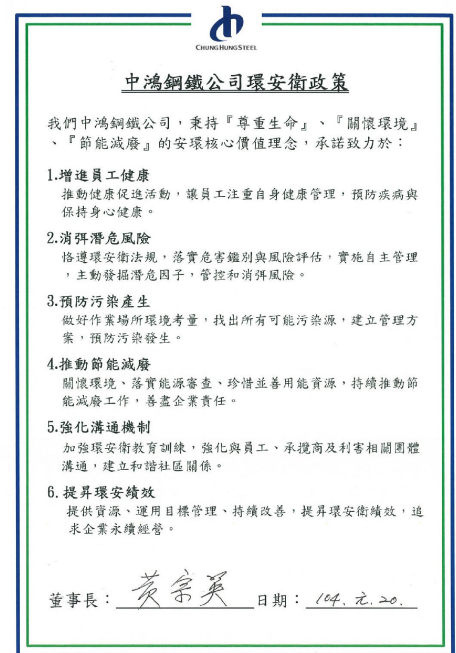 CHUNG HUNG STEEL
中鴻鋼鐵公司環安衛政策
我們中鴻鋼鐵公司，秉持『尊重生命』、『關懷環境』
、『節能減廢』的安環核心價值理念，承諾致力於：
1.增進員工健康
推動健康促進活動，讓員工注重自身健康管理，預防疾病與
保持身心健康。
2.消弭潛危風險
恪遵環安衛法規，落實危害鑑別與風險評估，實施自主管理
，主動發掘潛危因子，管控和消弭風險。
3.預防污染產生
做好作業場所環境考量，找出所有可能污染源，建立管理方
案，預防污染發生。
4.推動節能減廢
關懷環境、落實能源審查、珍惜並善用能資源，持續推動節
能減廢工作，善盡企業責任。
5.強化溝通機制
加強環安衛教育訓練，強化與員工、承攬商及利害相關團體
溝通，建立和諧社區關係。
6. 提昇環安績效
提供資源、運用目標管理、持續改善，提昇環安衛績效，追
求企業永續經營。
董事長：黃宗英 日期：104.元.20.